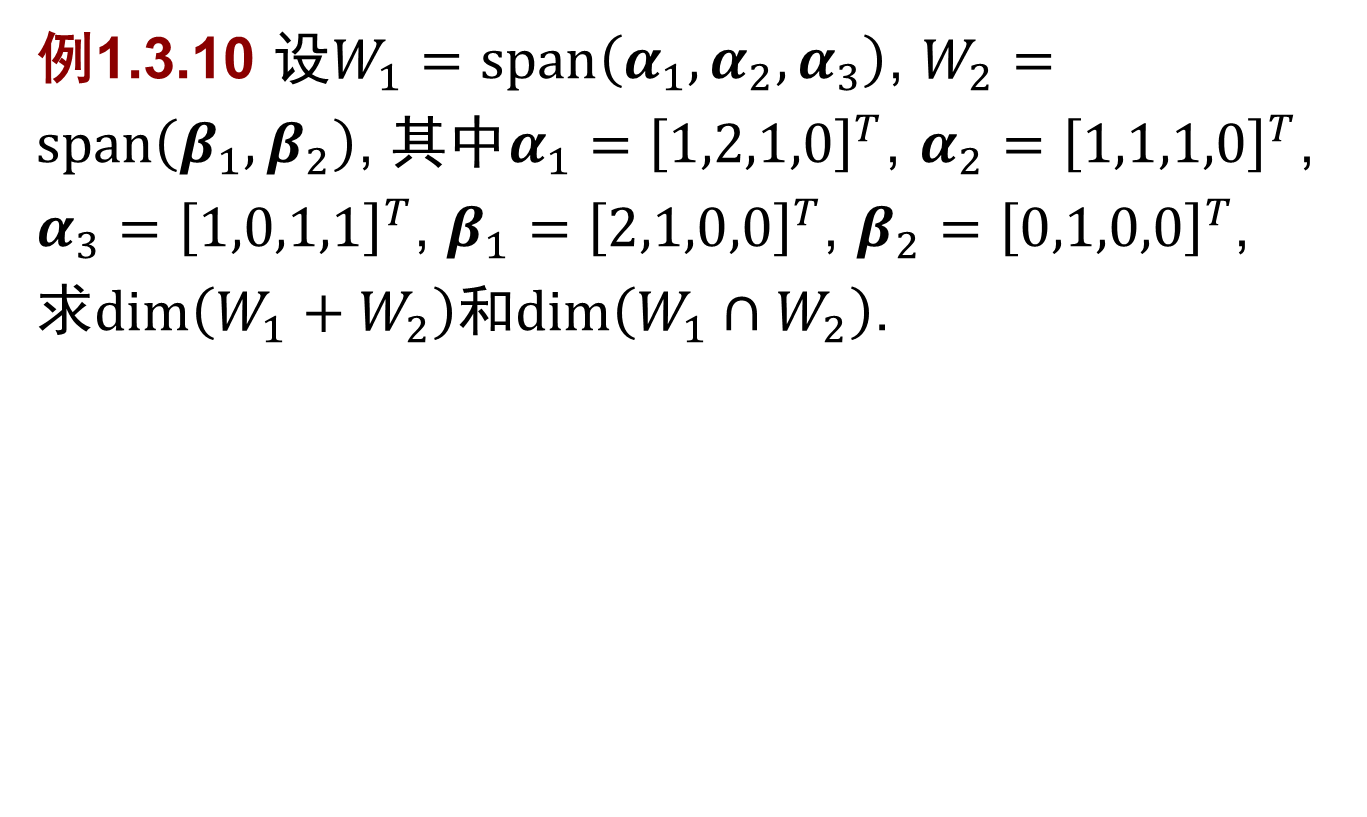 例1.3.10 设𝑊₁ = span(𝜶₁, 𝜶₂, 𝜶₃), 𝑊₂ =
span(𝜷₁, 𝜷₂), 其中𝜶₁ = [1,2,1,0]ᵀ, 𝜶₂ = [1,1,1,0]ᵀ,
𝜶₃ = [1,0,1,1]ᵀ, 𝜷₁ = [2,1,0,0]ᵀ, 𝜷₂ = [0,1,0,0]ᵀ,
求dim(𝑊₁ + 𝑊₂)和dim(𝑊₁ ∩ 𝑊₂).